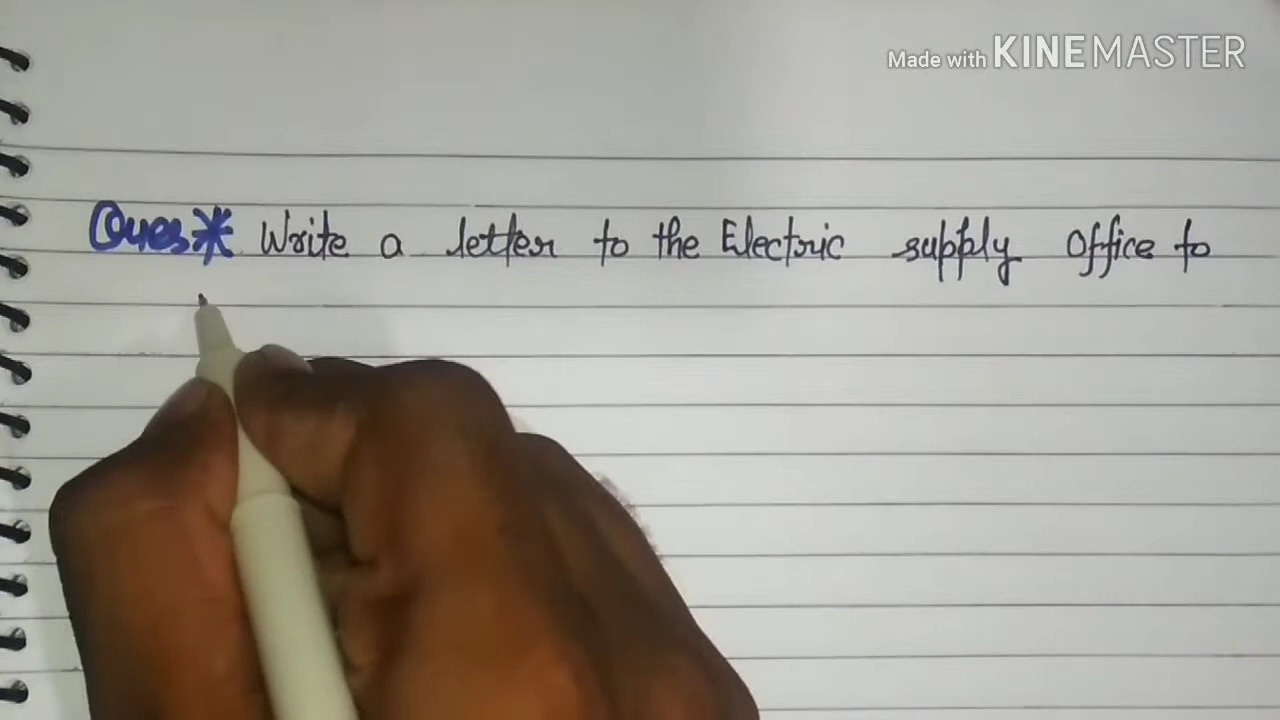 Made with KINEMASTER
Ques* Write a letter to the Electric supply Office to